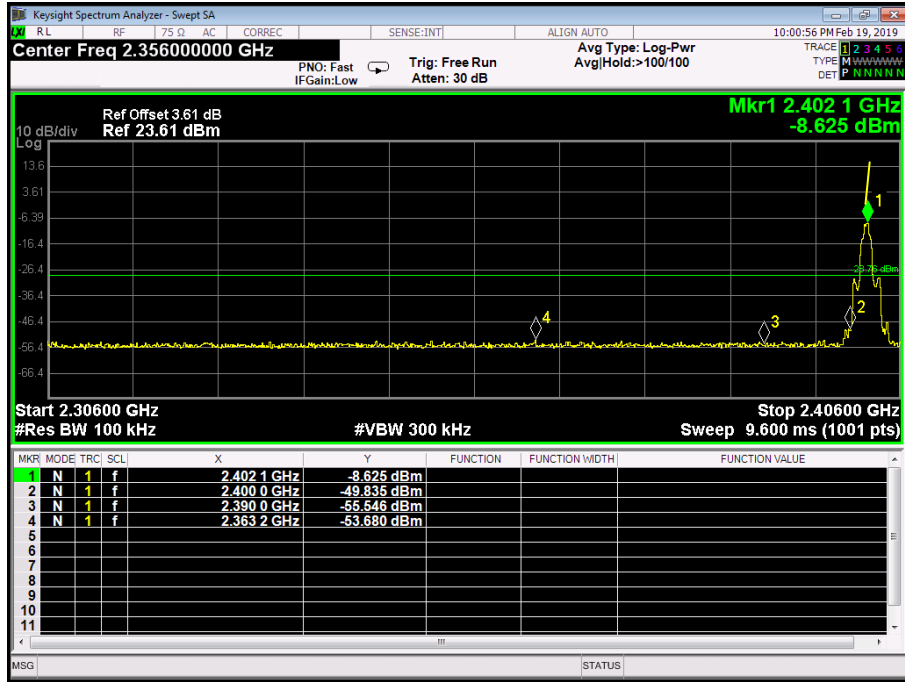 Keysight Spectrum Analyzer - Swept SA
LXI RL RF 75 Ω AC CORREC SENSE:INT ALIGN AUTO 10:00:56 PM Feb 19, 2019
Center Freq 2.356000000 GHz
PNO: Fast
IFGain:Low
Trig: Free Run
Atten: 30 dB
Avg Type: Log-Pwr
Avg|Hold:>100/100
TRACE 1 2 3 4 5 6
TYPE M WWWWW
DET P N N N N N
Mkr1 2.402 1 GHz
-8.625 dBm
Ref Offset 3.61 dB
10 dB/div Ref 23.61 dBm
Log
13.6
3.61
1
-6.39
-16.4
-26.4
-28.76 dBm
-36.4
2
-46.4
4
3
-56.4
-66.4
Start 2.30600 GHz Stop 2.40600 GHz
#Res BW 100 kHz #VBW 300 kHz Sweep 9.600 ms (1001 pts)
MKR MODE TRC SCL X Y FUNCTION FUNCTION WIDTH FUNCTION VALUE
1 N 1 f 2.402 1 GHz -8.625 dBm
2 N 1 f 2.400 0 GHz -49.835 dBm
3 N 1 f 2.390 0 GHz -55.546 dBm
4 N 1 f 2.363 2 GHz -53.680 dBm
5
6
7
8
9
10
11
MSG STATUS